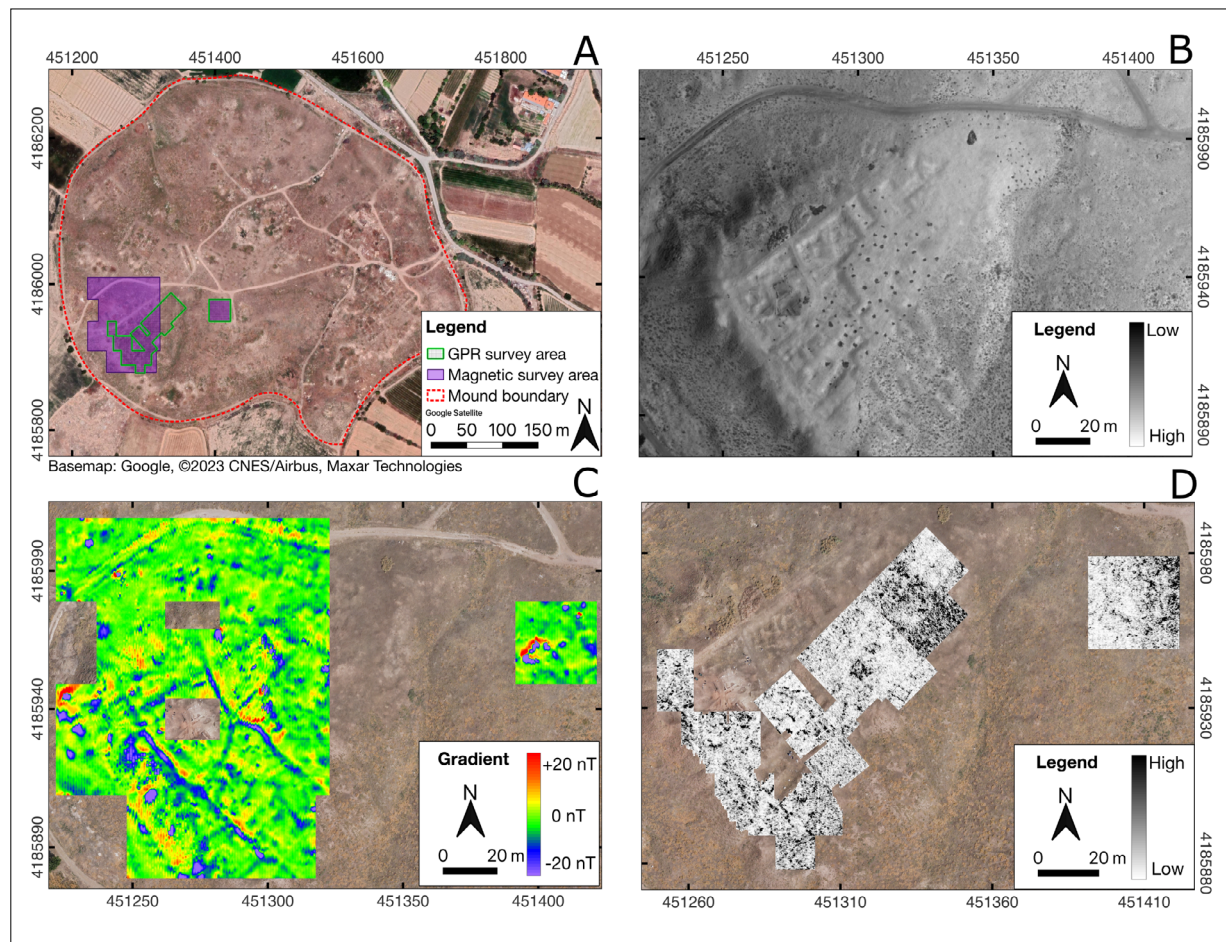 A
451200 451400 451600 451800
4186200
4186000
4185800
Legend
GPR survey area
Magnetic survey area
Mound boundary
Google Satellite
N
0 50 100 150 m
Basemap: Google, ©2023 CNES/Airbus, Maxar Technologies
B
451250 451300 451350 451400
4185990
4185940
4185890
Legend
Low
N
0 20 m
High
C
4185990
4185940
4185890
Gradient
+20 nT
N
0 nT
0 20 m
-20 nT
451250 451300 451350 451400
D
4185980
4185930
4185880
Legend
High
N
0 20 m
Low
451260 451310 451360 451410